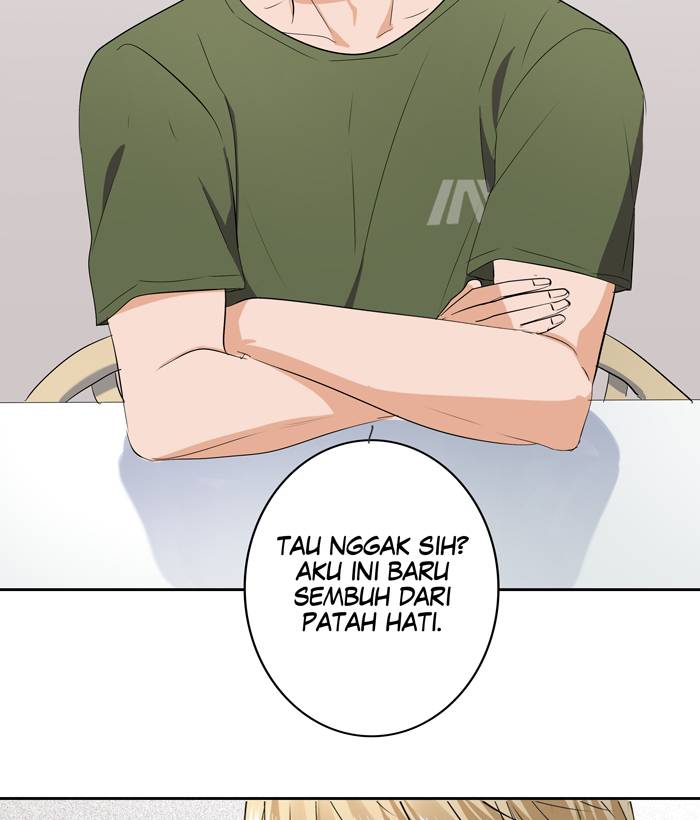 TAU NGGAK SIH?
AKU INI BARU
SEMBUH DARI
PATAH HATI.